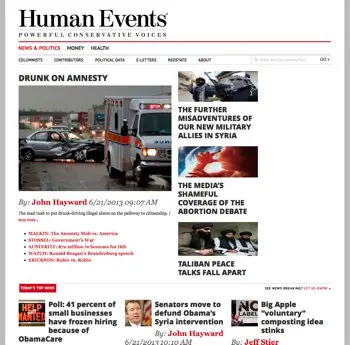 Human Events®
POWERFUL CONSERVATIVE VOICES
NEWS & POLITICS MONEY HEALTH
COLUMNISTS CONTRIBUTORS POLITICAL DATA E-LETTERS REDSTATE ABOUT
GO »
DRUNK ON AMNESTY
By: John Hayward 6/21/2013 09:07 AM
The mad rush to put drunk-driving illegal aliens on the pathway to citizenship.
READ MORE »
MALKIN: The Amnesty Mob vs. America
STOSSEL: Government's War
AUSTERITY: $70 million in bonuses for IRS
WATCH: Ronald Reagan's Brandenburg speech
ERICKSON: Rubio vs. Rubio
THE FURTHER
MISADVENTURES OF
OUR NEW MILITARY
ALLIES IN SYRIA
THE MEDIA'S
SHAMEFUL
COVERAGE OF THE
ABORTION DEBATE
TALIBAN PEACE
TALKS FALL APART
TODAY'S TOP NEWS
SEE NEWS BREAKING? LET US KNOW »
HELP
WANTED
Poll: 41 percent of
small businesses
have frozen hiring
because of
ObamaCare
Senators move to
defund Obama's
Syria intervention
By: John Hayward
6/21/2013 10:10 AM
Big Apple
"voluntary"
composting idea
stinks
By: Jeff Stier